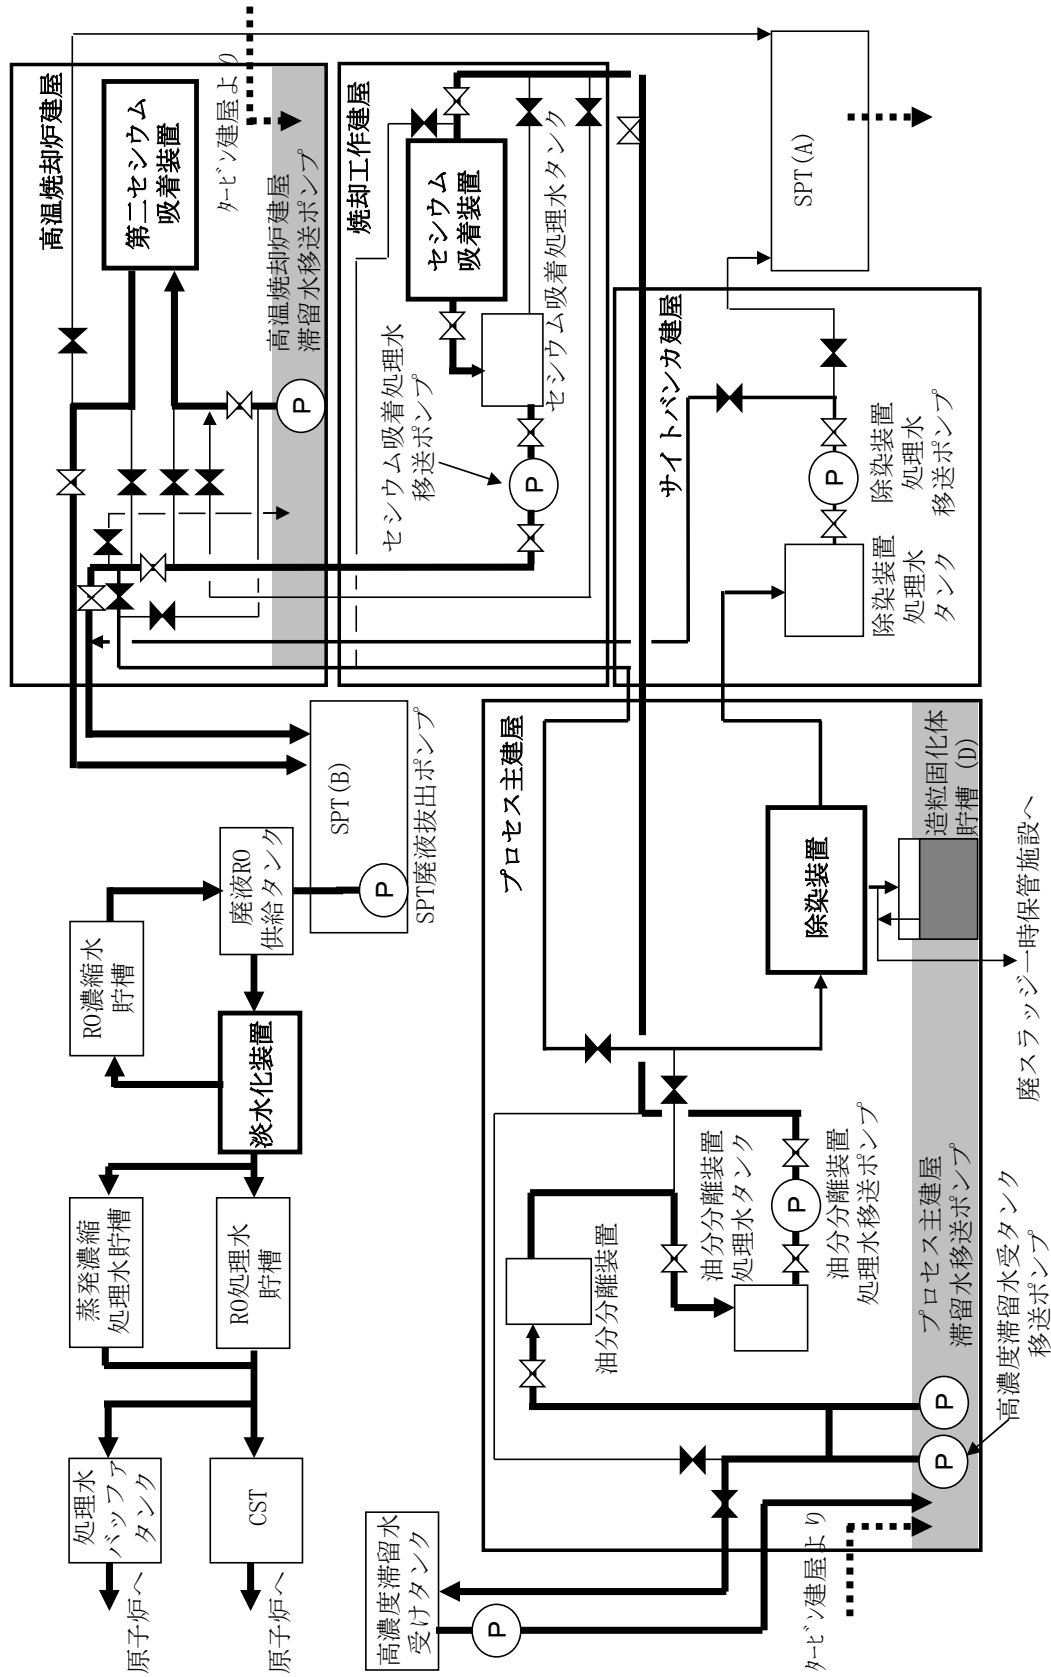 高温焼却炉建屋
第二セシウム
吸着装置
タービン建屋より
高温焼却炉建屋
滞留水移送ポンプ
P
焼却工作建屋
セシウム
吸着装置
セシウム吸着処理水タンク
セシウム吸着処理水
移送ポンプ
P
SPT(A)
サイトバンカ建屋
P
除染装置
処理水
移送ポンプ
除染装置
処理水
タンク
SPT(B)
P
SPT廃液抜出ポンプ
廃液RO
供給タンク
RO濃縮水
貯槽
淡水化装置
蒸発濃縮
処理水貯槽
RO処理水
貯槽
処理水
バッファ
タンク
CST
原子炉へ
原子炉へ
プロセス主建屋
除染装置
造粒固化体
貯槽(D)
廃スラッジ一時保管施設へ
油分分離装置
油分分離装置
処理水タンク
P
油分分離装置
処理水移送ポンプ
プロセス主建屋
滞留水移送ポンプ
P
P
高濃度滞留水受タンク
移送ポンプ
高濃度滞留水
受けタンク
P
タービン建屋より